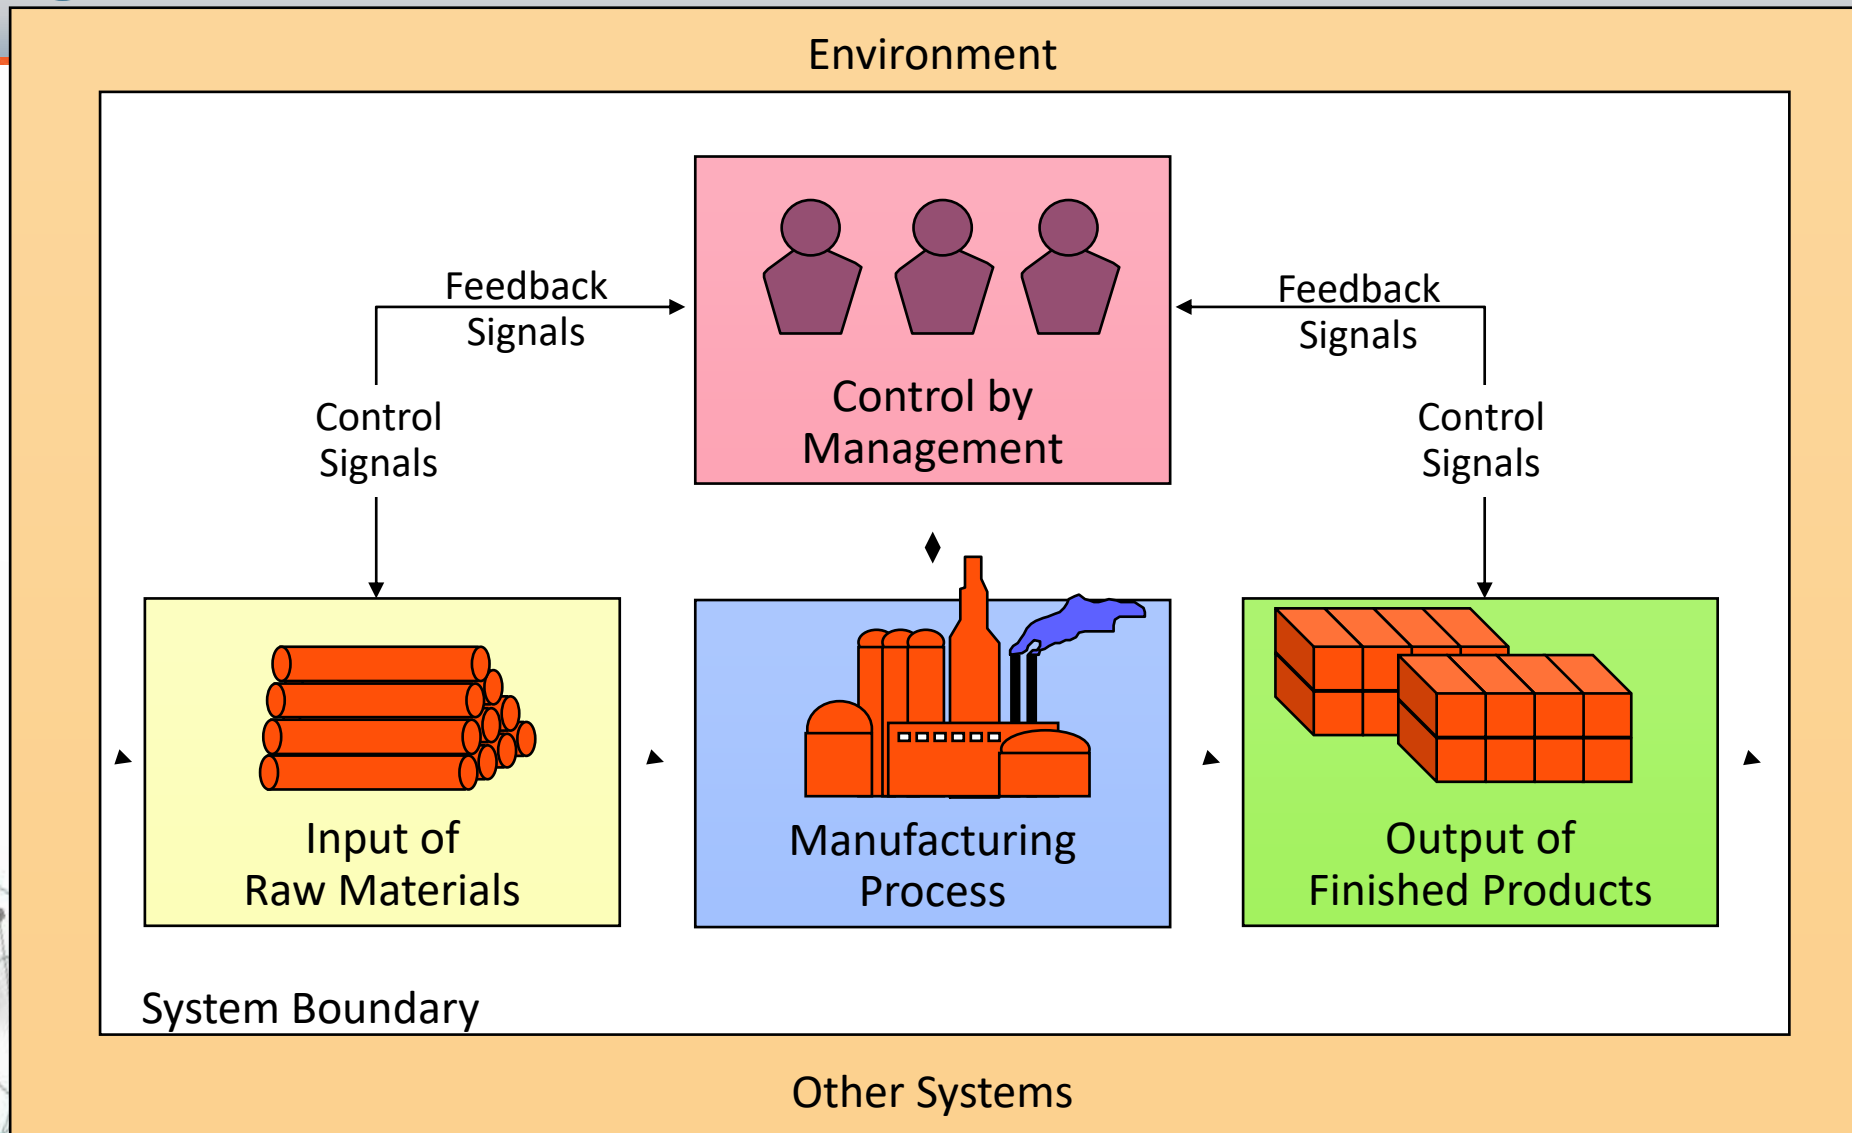 Environment
Feedback
Signals
Feedback
Signals
Control by
Management
Control
Signals
Control
Signals
Input of
Raw Materials
Manufacturing
Process
Output of
Finished Products
System Boundary
Other Systems